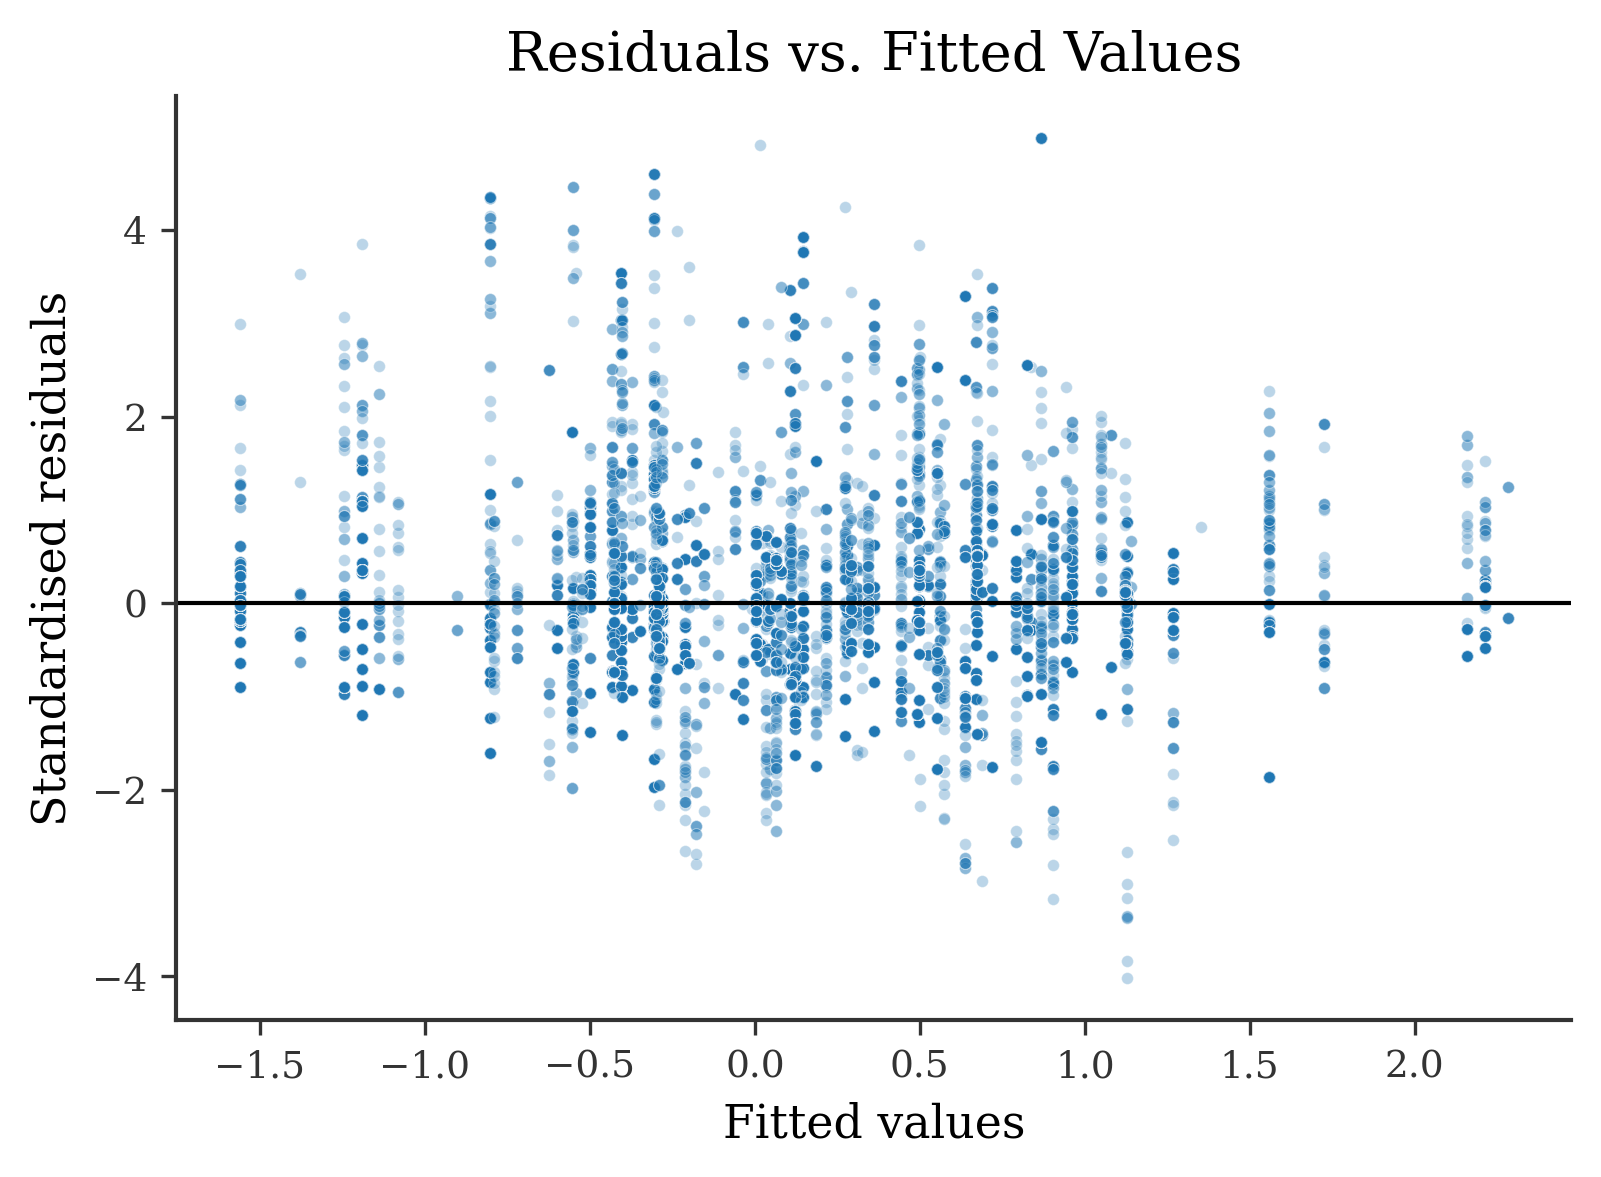 Residuals vs. Fitted Values
Standardised residuals
4
2
0
−2
−4
−1.5 −1.0 −0.5 0.0 0.5 1.0 1.5 2.0
Fitted values